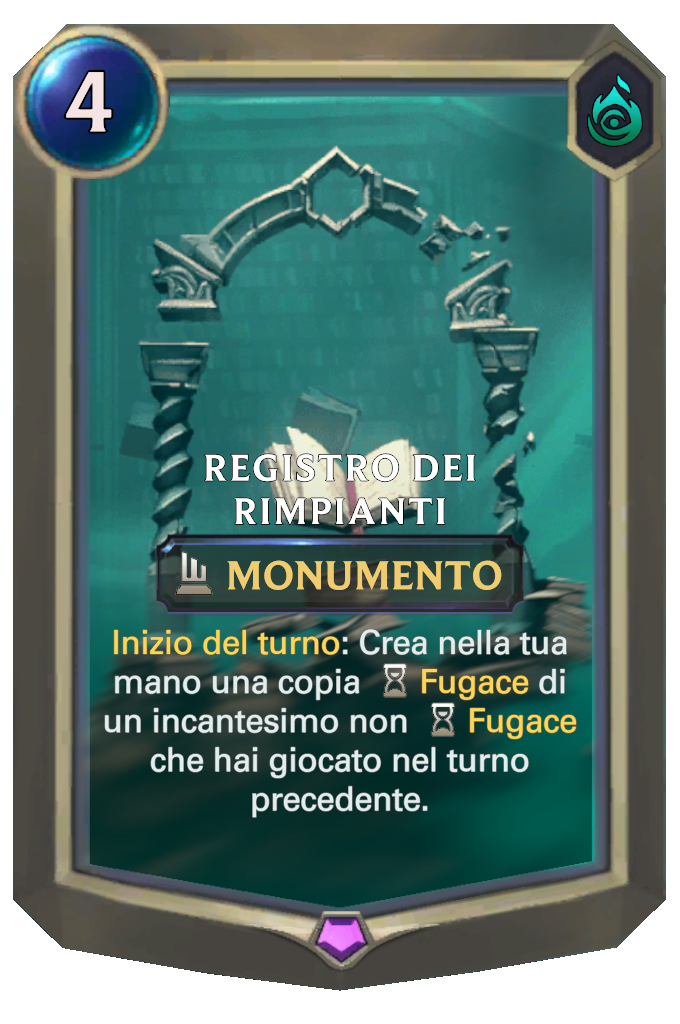 4
REGISTRO DEI
RIMPIANTI
MONUMENTO
Inizio del turno: Crea nella tua
mano una copia Fugace di
un incantesimo non Fugace
che hai giocato nel turno
precedente.